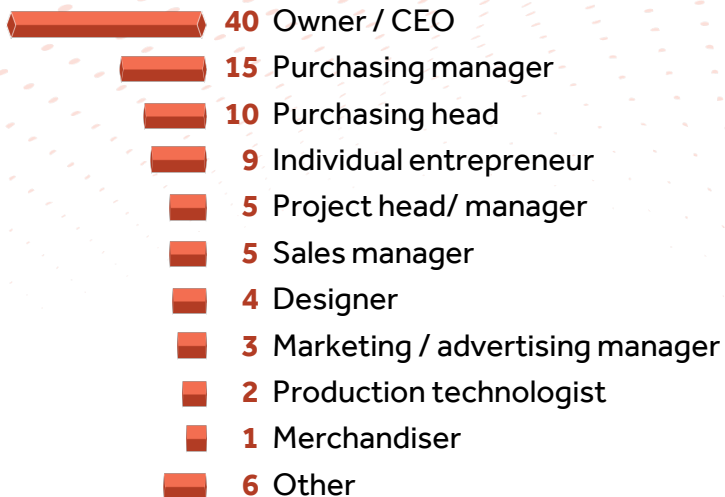 40 Owner / CEO
15 Purchasing manager
10 Purchasing head
9 Individual entrepreneur
5 Project head/ manager
5 Sales manager
4 Designer
3 Marketing / advertising manager
2 Production technologist
1 Merchandiser
6 Other